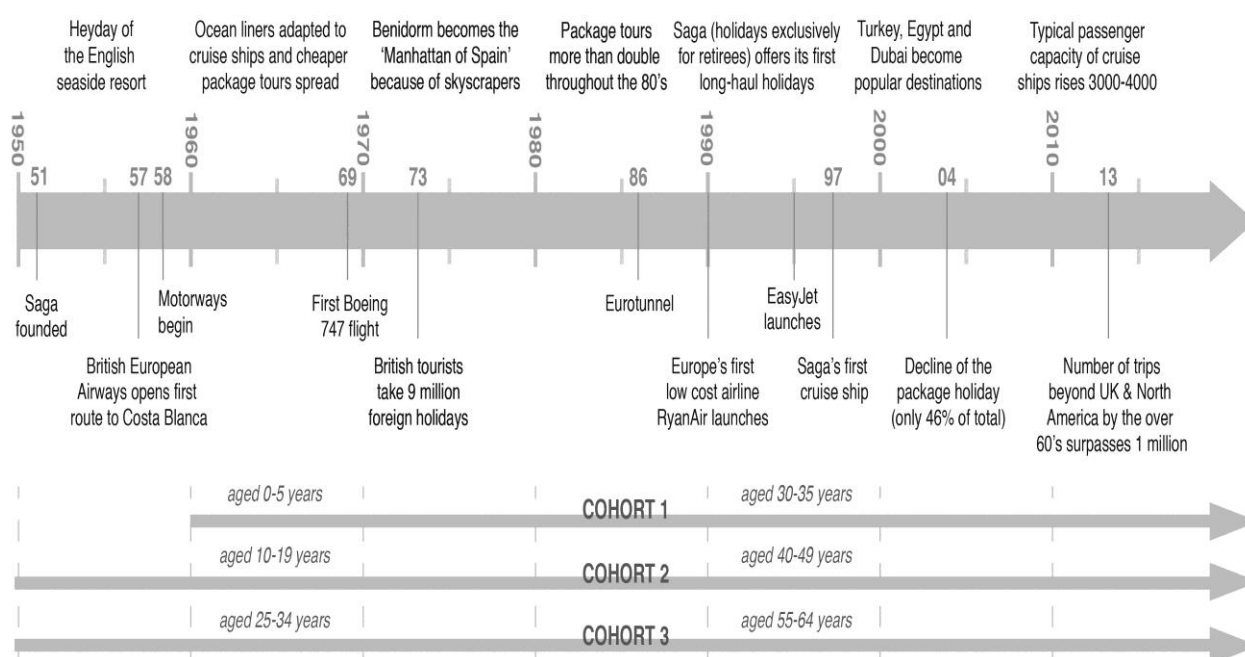 Heyday of
the English
seaside resort
Ocean liners adapted to
cruise ships and cheaper
package tours spread
Benidorm becomes the
‘Manhattan of Spain’
because of skyscrapers
Package tours
more than double
throughout the 80’s
Saga (holidays exclusively
for retirees) offers its first
long-haul holidays
Turkey, Egypt and
Dubai become
popular destinations
Typical passenger
capacity of cruise
ships rises 3000-4000
1950
1960
1970
1980
1990
2000
2010
51
57
58
69
73
86
97
04
13
Saga
founded
Motorways
begin
First Boeing
747 flight
Eurotunnel
EasyJet
launches
British European
Airways opens first
route to Costa Blanca
British tourists
take 9 million
foreign holidays
Europe’s first
low cost airline
RyanAir launches
Saga’s first
cruise ship
Decline of the
package holiday
(only 46% of total)
Number of trips
beyond UK & North
America by the over
60’s surpasses 1 million
aged 0-5 years
COHORT 1
aged 30-35 years
aged 10-19 years
COHORT 2
aged 40-49 years
aged 25-34 years
COHORT 3
aged 55-64 years